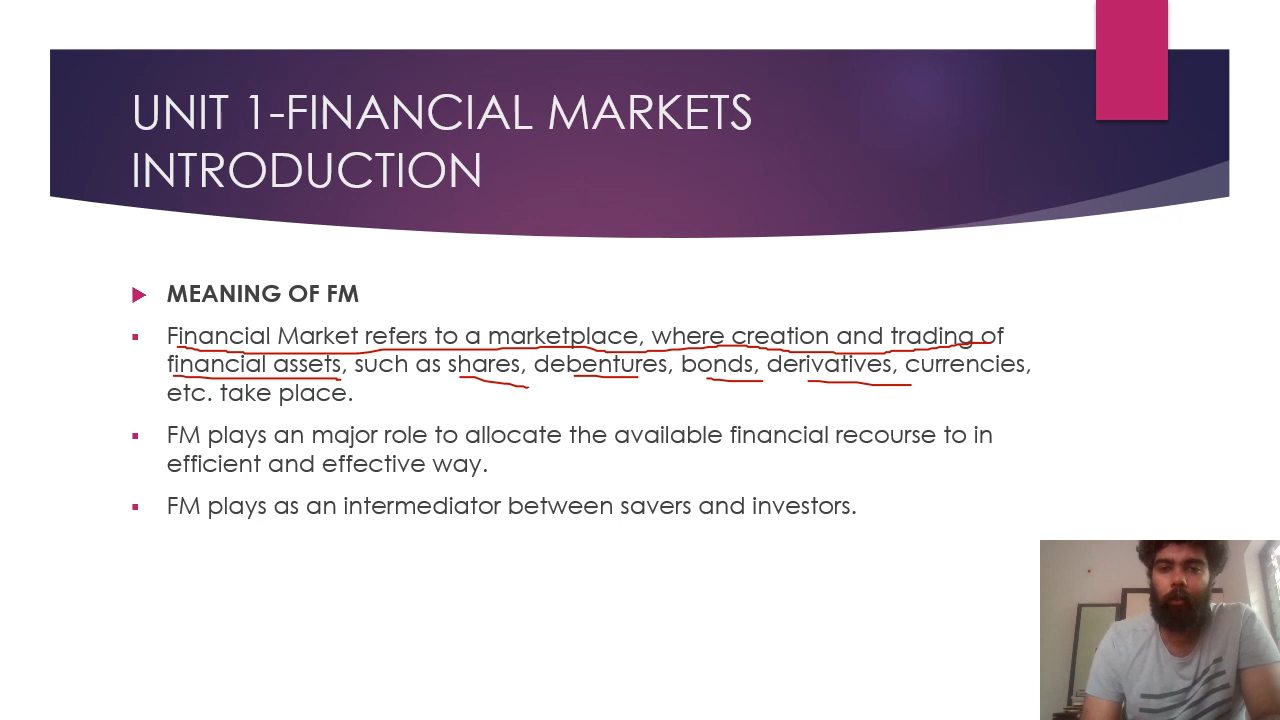 UNIT 1-FINANCIAL MARKETS
INTRODUCTION
MEANING OF FM
Financial Market refers to a marketplace, where creation and trading of
financial assets, such as shares, debentures, bonds, derivatives, currencies,
etc. take place.
FM plays an major role to allocate the available financial recourse to in
efficient and effective way.
FM plays as an intermediator between savers and investors.